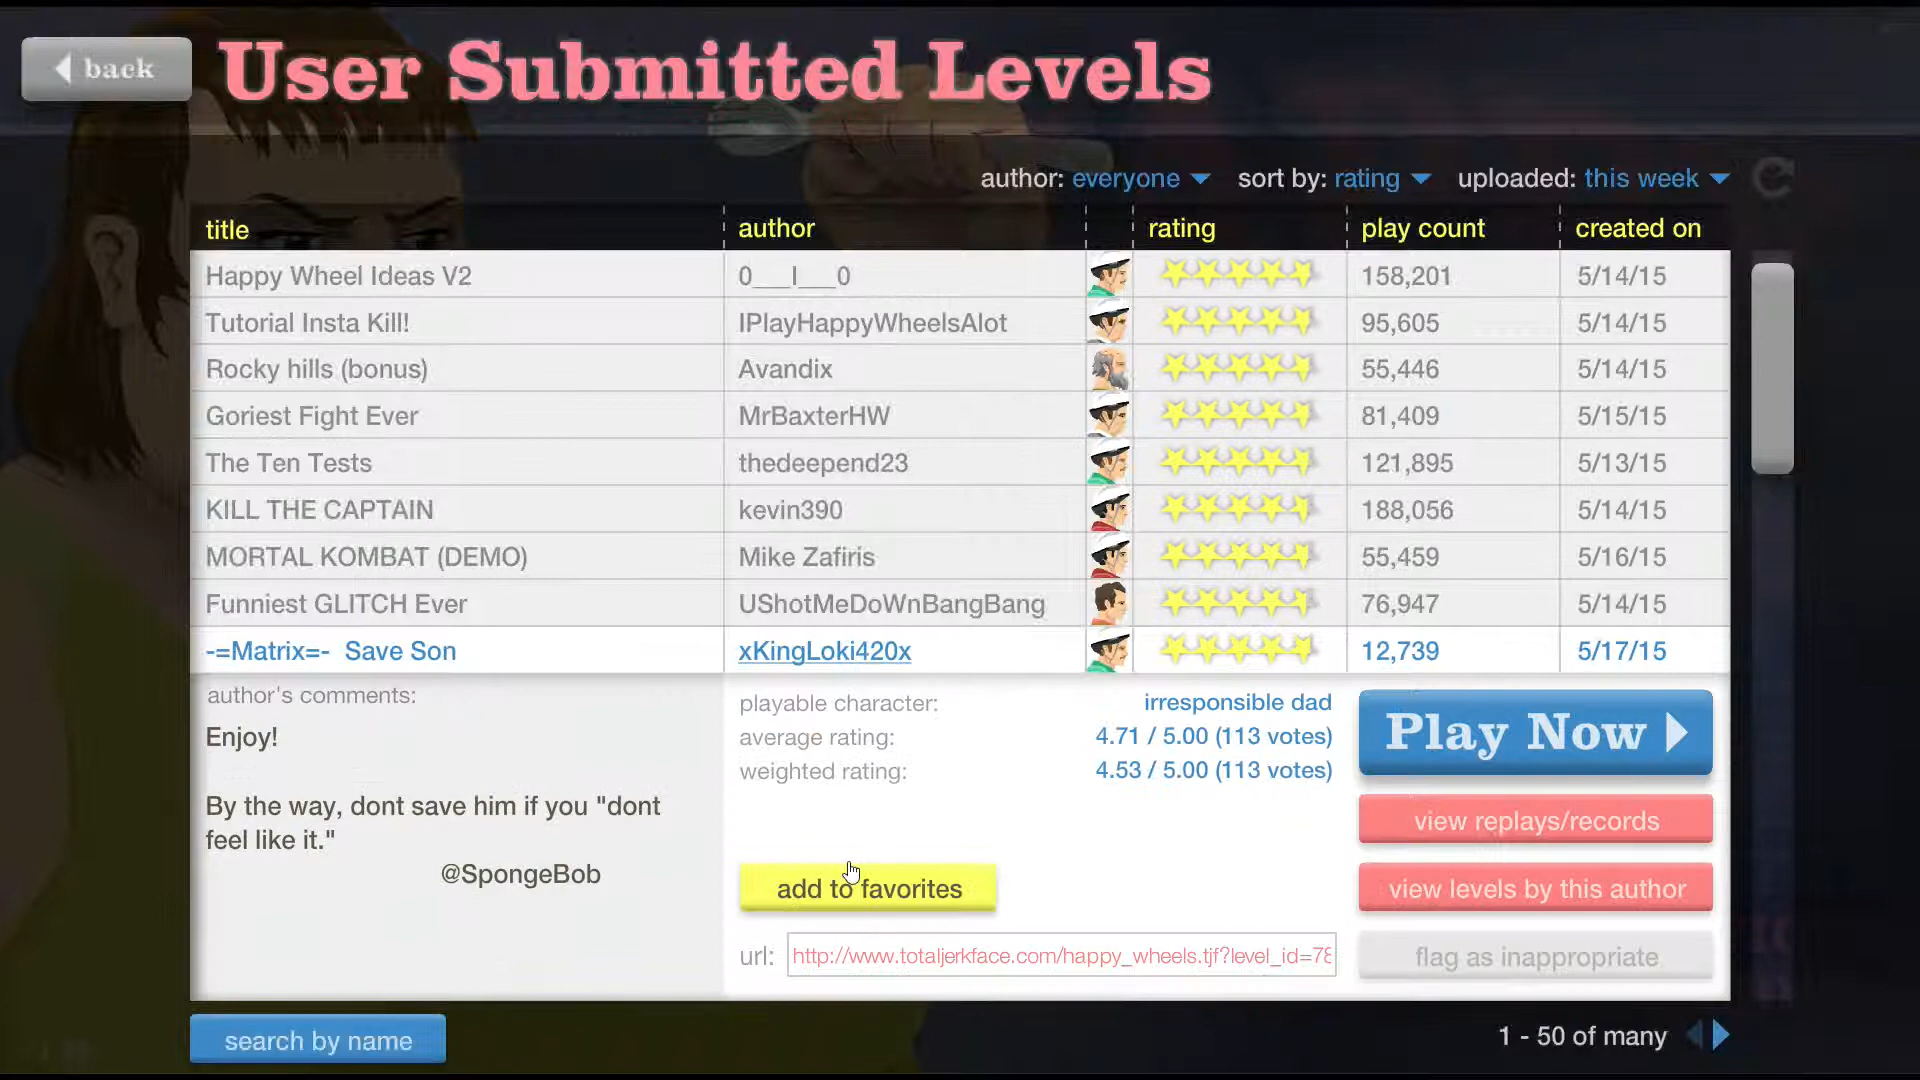 back
User Submitted Levels
author: everyone sort by: rating uploaded: this week
title author rating play count created on
Happy Wheel Ideas V2 0___I___0 158,201 5/14/15
Tutorial Insta Kill! IPlayHappyWheelsAlot 95,605 5/14/15
Rocky hills (bonus) Avandix 55,446 5/14/15
Goriest Fight Ever MrBaxterHW 81,409 5/15/15
The Ten Tests thedeepend23 121,895 5/13/15
KILL THE CAPTAIN kevin390 188,056 5/14/15
MORTAL KOMBAT (DEMO) Mike Zafiris 55,459 5/16/15
Funniest GLITCH Ever UShotMeDoWnBangBang 76,947 5/14/15
-=Matrix=- Save Son xKingLoki420x 12,739 5/17/15
author's comments:
Enjoy!
By the way, dont save him if you "dont
feel like it."
@SpongeBob
playable character: irresponsible dad
average rating: 4.71 / 5.00 (113 votes)
weighted rating: 4.53 / 5.00 (113 votes)
add to favorites
url: http://www.totaljerkface.com/happy_wheels.tjf?level_id=78
Play Now
view replays/records
view levels by this author
flag as inappropriate
search by name
1 - 50 of many